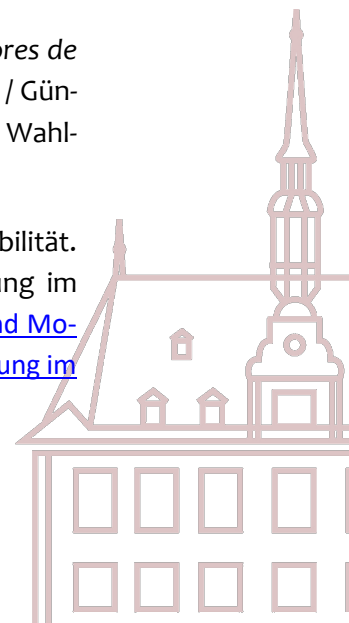 ores de
/ Gün-
Wahl-
bilität.
ung im
nd Mo-
ung im